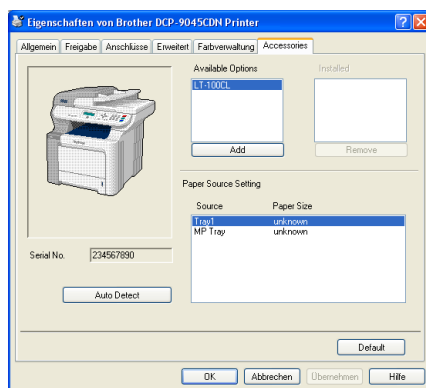 Eigenschaften von Brother DCP-9045CDN Printer
Allgemein Freigabe Anschlüsse Erweitert Farbverwaltung Accessories
Available Options
Installed
LT-100CL
Add
Remove
Paper Source Setting
Source Paper Size
Tray1 unknown
MP Tray unknown
Serial No. 234567890
Auto Detect
Default
OK Abbrechen Übernehmen Hilfe